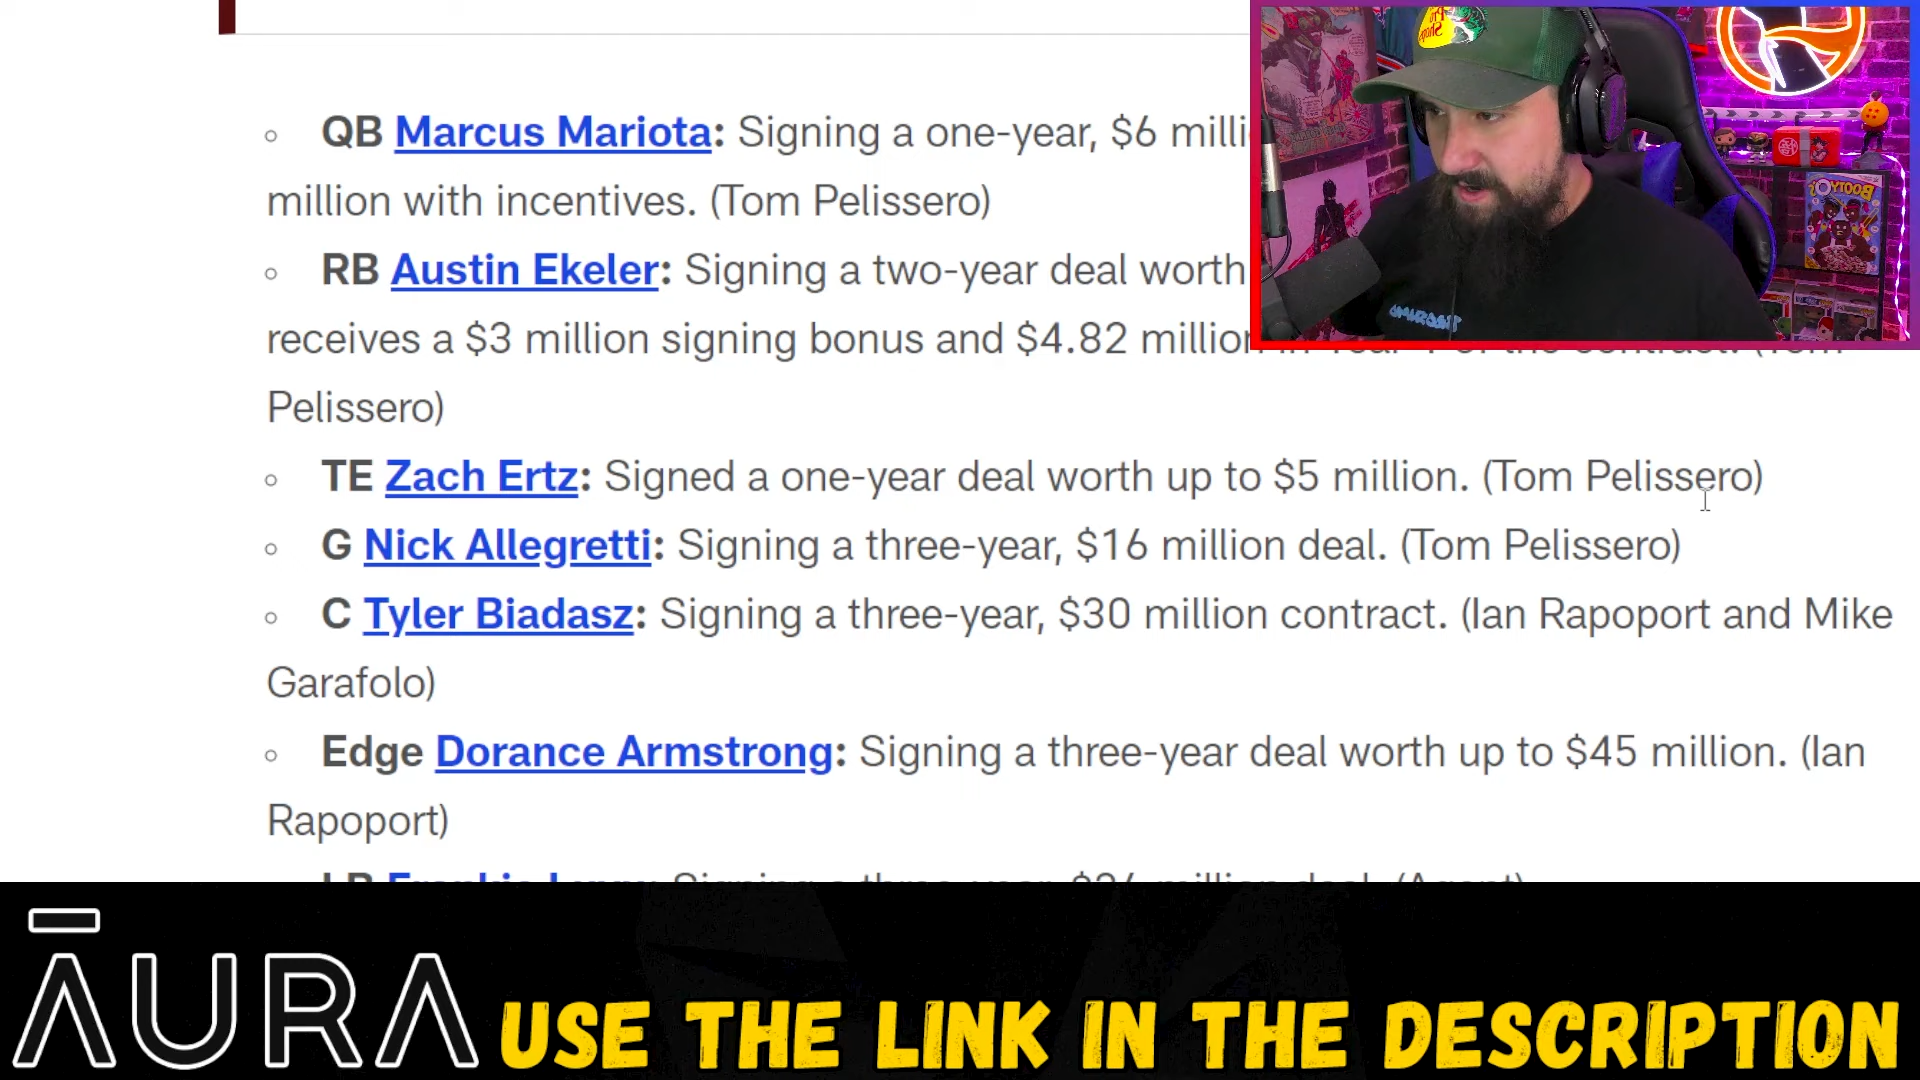 QB Marcus Mariota: Signing a one-year, $6
million with incentives. (Tom Pelissero)
RB Austin Ekeler: Signing a two-year deal worth
receives a $3 million signing bonus and $4.82 million
Pelissero)
TE Zach Ertz: Signed a one-year deal worth up to $5 million. (Tom Pelissero)
G Nick Allegretti: Signing a three-year, $16 million deal. (Tom Pelissero)
C Tyler Biadasz: Signing a three-year, $30 million contract. (Ian Rapoport and Mike
Garafolo)
Edge Dorance Armstrong: Signing a three-year deal worth up to $45 million. (Ian
Rapoport)
ĀURA USE THE LINK IN THE DESCRIPTION